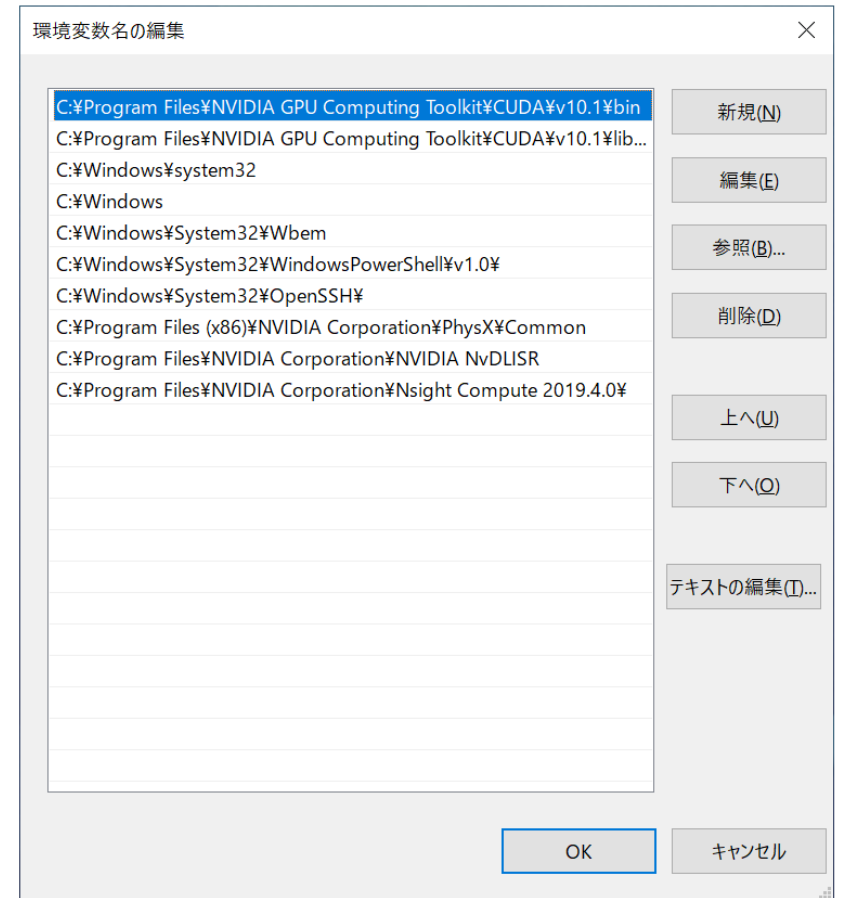 環境変数名の編集
C:¥Program Files¥NVIDIA GPU Computing Toolkit¥CUDA¥v10.1¥bin
C:¥Program Files¥NVIDIA GPU Computing Toolkit¥CUDA¥v10.1¥lib...
C:¥Windows¥system32
C:¥Windows
C:¥Windows¥System32¥Wbem
C:¥Windows¥System32¥WindowsPowerShell¥v1.0¥
C:¥Windows¥System32¥OpenSSH¥
C:¥Program Files (x86)¥NVIDIA Corporation¥PhysX¥Common
C:¥Program Files¥NVIDIA Corporation¥NVIDIA NvDLISR
C:¥Program Files¥NVIDIA Corporation¥Nsight Compute 2019.4.0¥
新規(N)
編集(E)
参照(B)...
削除(D)
上へ(U)
下へ(O)
テキストの編集(T)...
OK
キャンセル